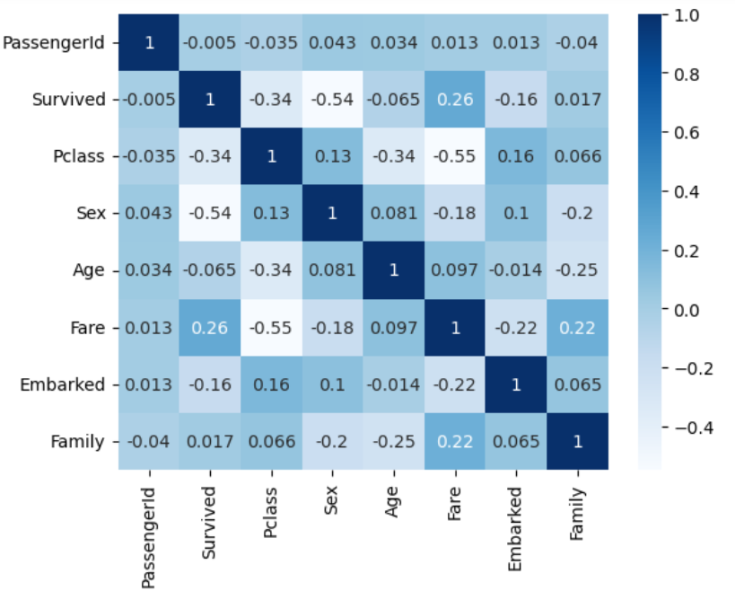 PassengerId 1 -0.005 -0.035 0.043 0.034 0.013 0.013 -0.04
Survived -0.005 1 -0.34 -0.54 -0.065 0.26 -0.16 0.017
Pclass -0.035 -0.34 1 0.13 -0.34 -0.55 0.16 0.066
Sex 0.043 -0.54 0.13 1 0.081 -0.18 0.1 -0.2
Age 0.034 -0.065 -0.34 0.081 1 0.097 -0.014 -0.25
Fare 0.013 0.26 -0.55 -0.18 0.097 1 -0.22 0.22
Embarked 0.013 -0.16 0.16 0.1 -0.014 -0.22 1 0.065
Family -0.04 0.017 0.066 -0.2 -0.25 0.22 0.065 1
PassengerId Survived Pclass Sex Age Fare Embarked Family
1.0
0.8
0.6
0.4
0.2
0.0
−0.2
−0.4